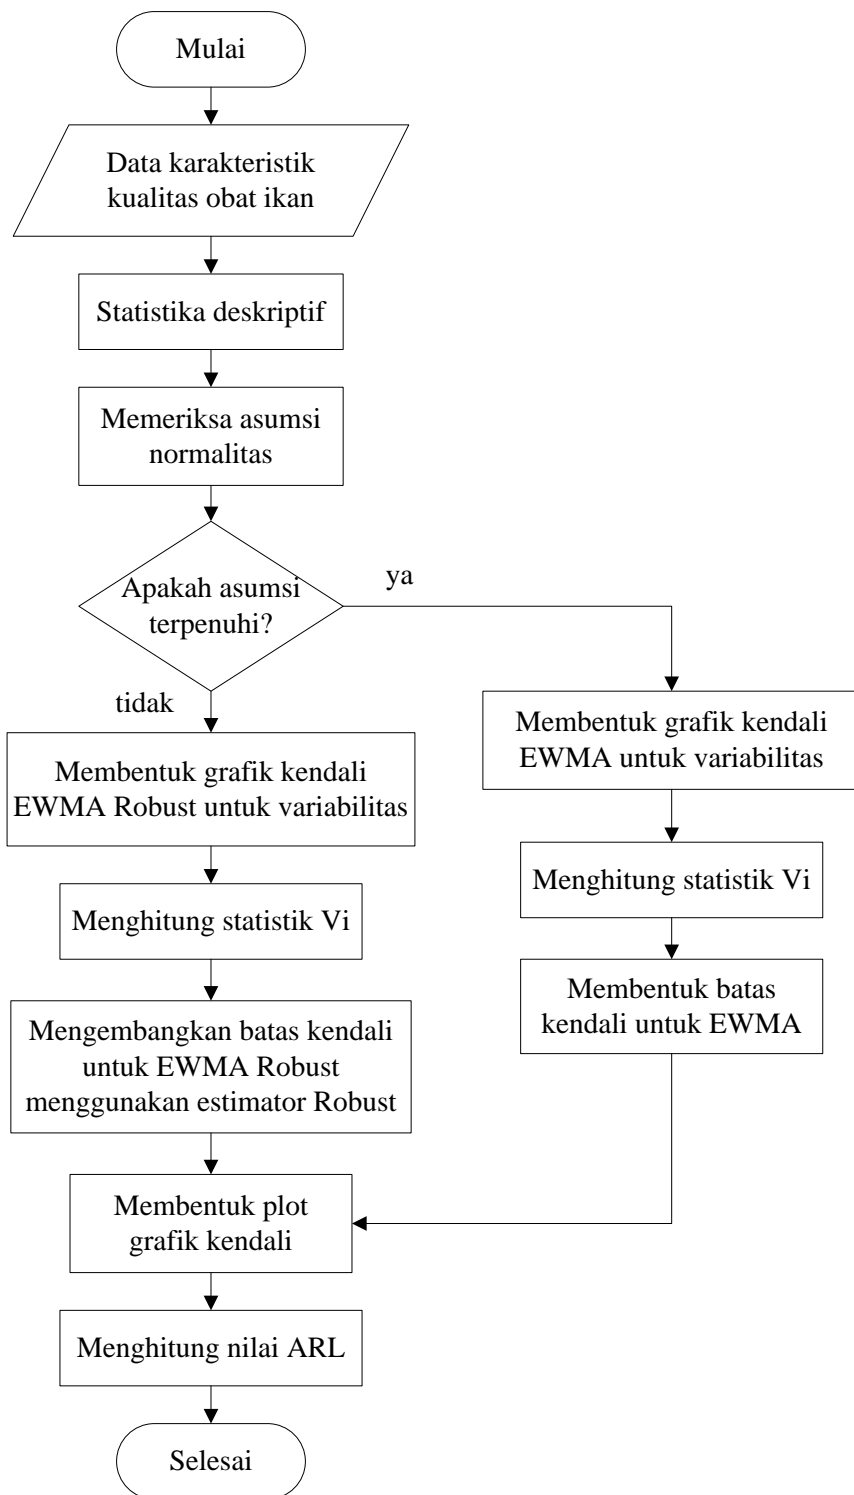 Mulai
Data karakteristik
kualitas obat ikan
Statistika deskriptif
Memeriksa asumsi
normalitas
Apakah asumsi
terpenuhi?
ya
tidak
Membentuk grafik kendali
EWMA Robust untuk variabilitas
Menghitung statistik Vi
Mengembangkan batas kendali
untuk EWMA Robust
menggunakan estimator Robust
Membentuk grafik kendali
EWMA untuk variabilitas
Menghitung statistik Vi
Membentuk batas
kendali untuk EWMA
Membentuk plot
grafik kendali
Menghitung nilai ARL
Selesai